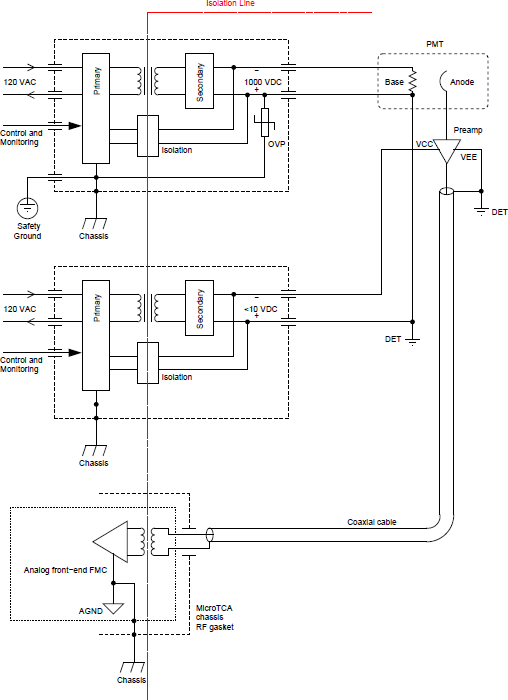 Isolation Line
PMT
120 VAC
Primary
Secondary
−
1000 VDC
+
Base
Anode
Control and
Monitoring
Isolation
OVP
Preamp
VCC
VEE
Safety
Ground
Chassis
DET
120 VAC
Primary
Secondary
−
<10 VDC
+
DET
Control and
Monitoring
Isolation
Chassis
Coaxial cable
Analog front−end FMC
AGND
MicroTCA
chassis
RF gasket
Chassis